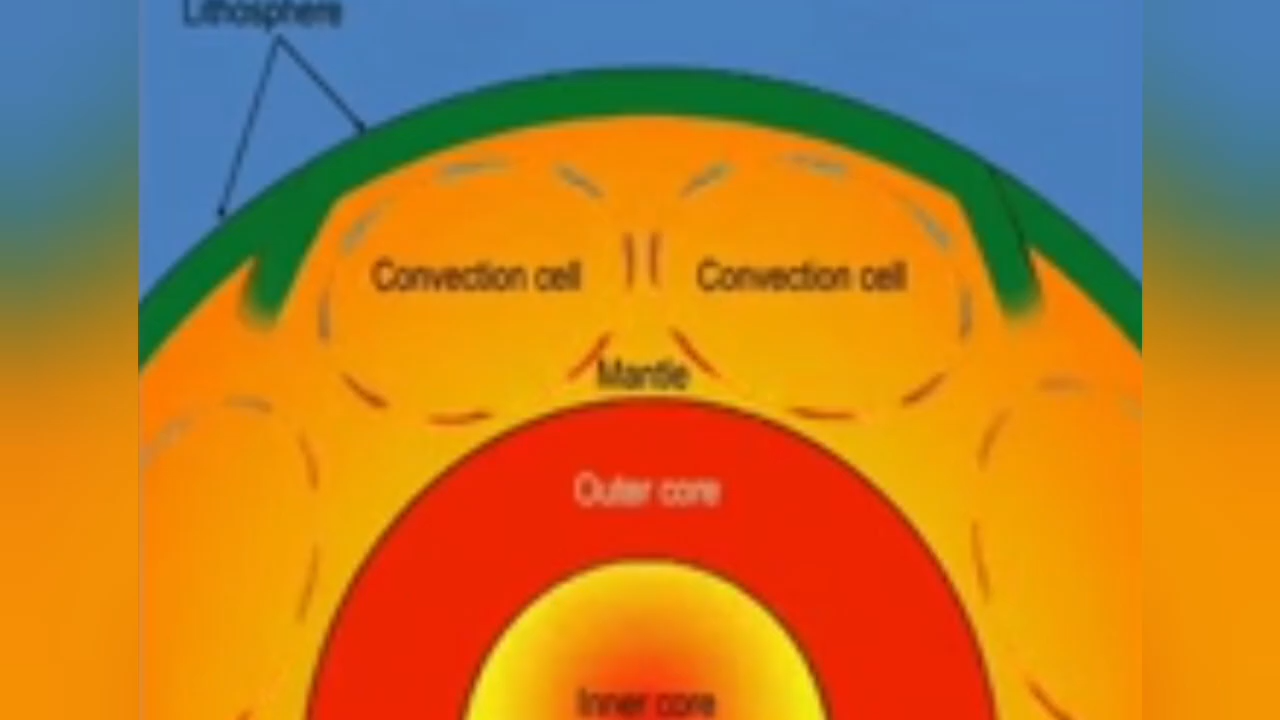 Lithosphere
Convection cell
Convection cell
Mantle
Outer core
Inner core